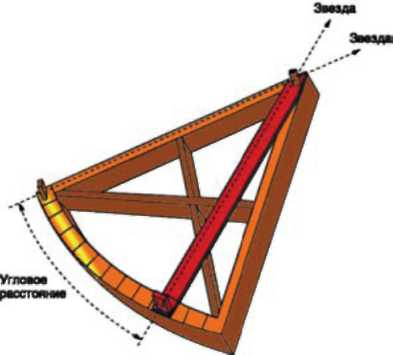 Звезда
Звезда
Угловое
расстояние